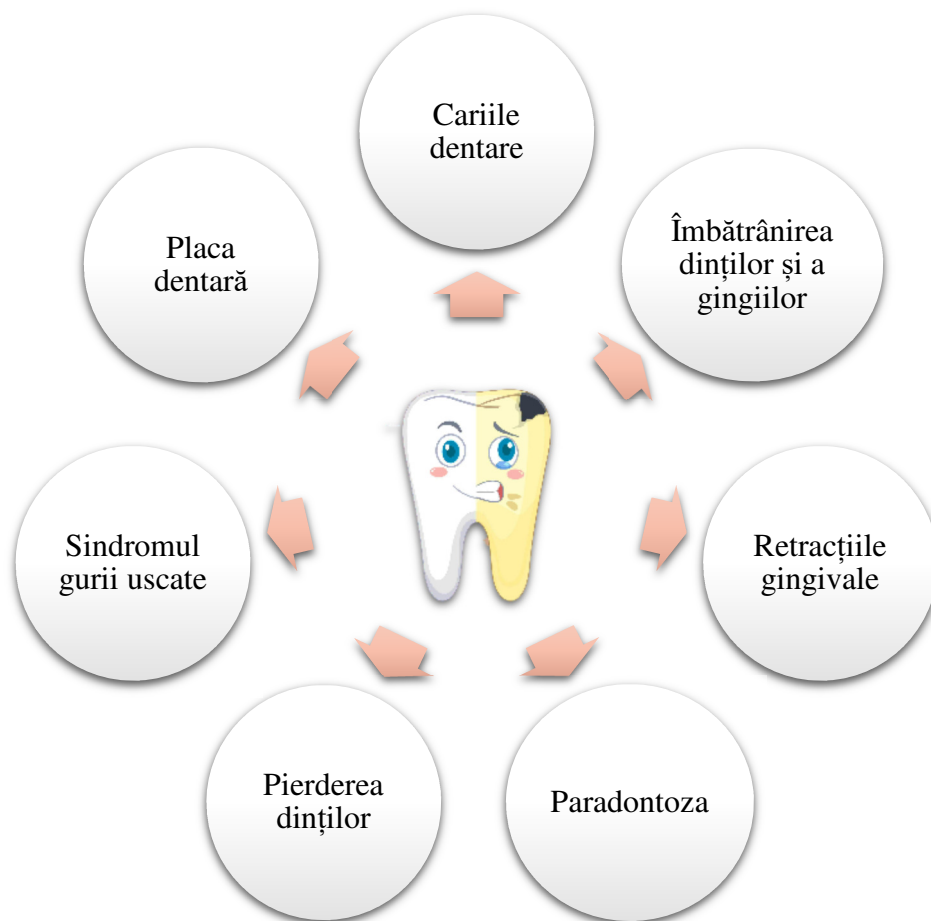 Cariile
dentare
Îmbătrânirea
dinților și a
gingiilor
Retracțiile
gingivale
Paradontoza
Pierderea
dinților
Sindromul
gurii uscate
Placa
dentară